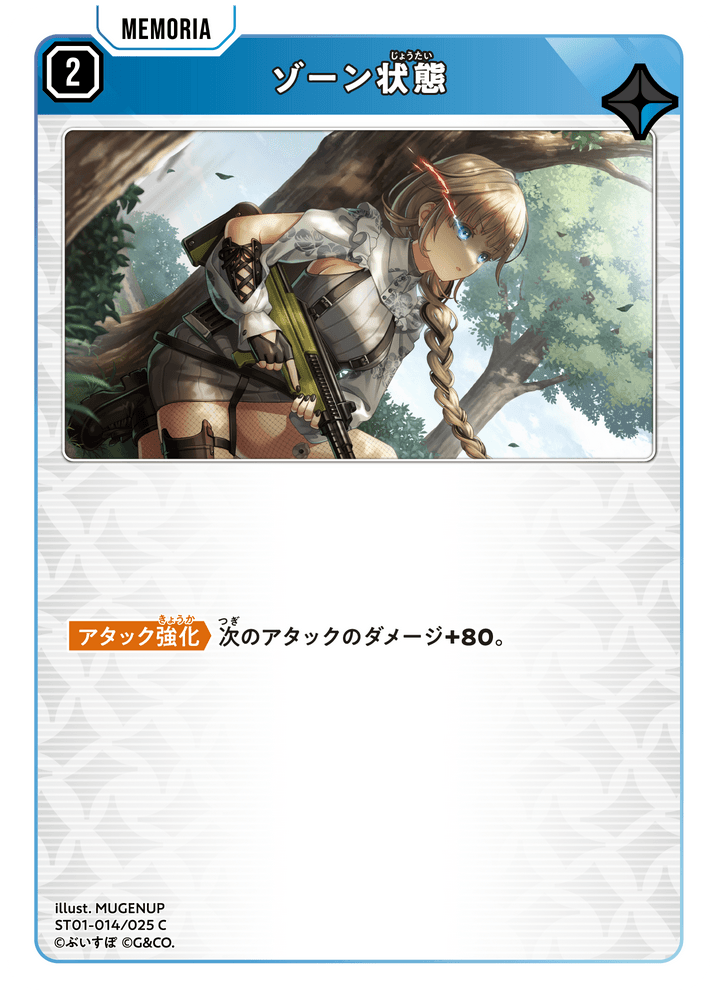 MEMORIA
2
じょうたい
ゾーン状態
きょうか つぎ
アタック強化 次のアタックのダメージ+80。
illust. MUGENUP
ST01-014/025 C
©ぶいすぽ ©G&CO.